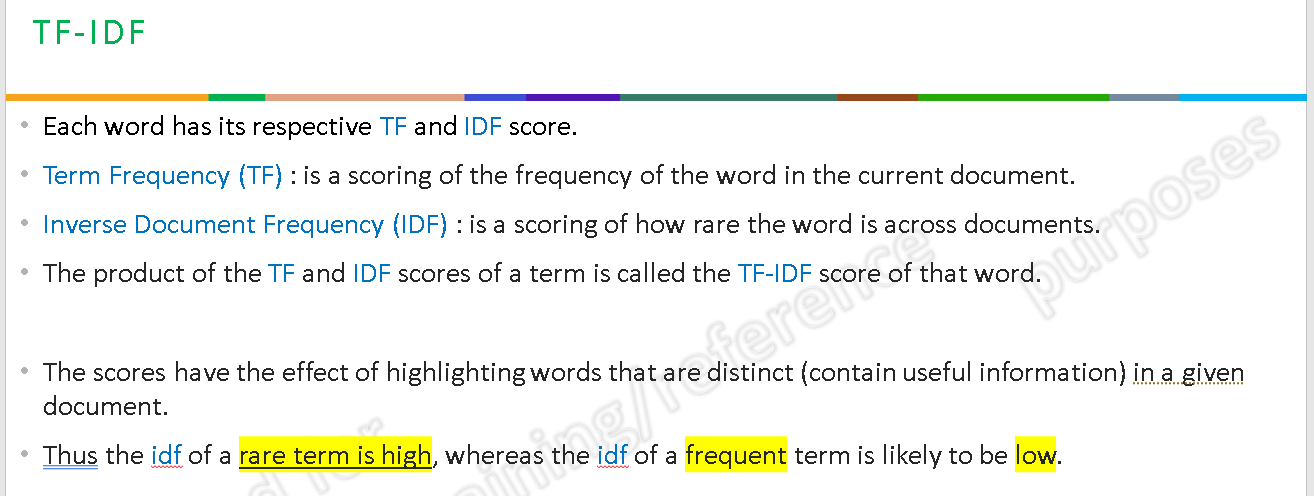 TF-IDF
• Each word has its respective TF and IDF score.
• Term Frequency (TF) : is a scoring of the frequency of the word in the current document.
• Inverse Document Frequency (IDF) : is a scoring of how rare the word is across documents.
• The product of the TF and IDF scores of a term is called the TF-IDF score of that word.
• The scores have the effect of highlighting words that are distinct (contain useful information) in a given
document.
• Thus the idf of a rare term is high, whereas the idf of a frequent term is likely to be low.
purposes